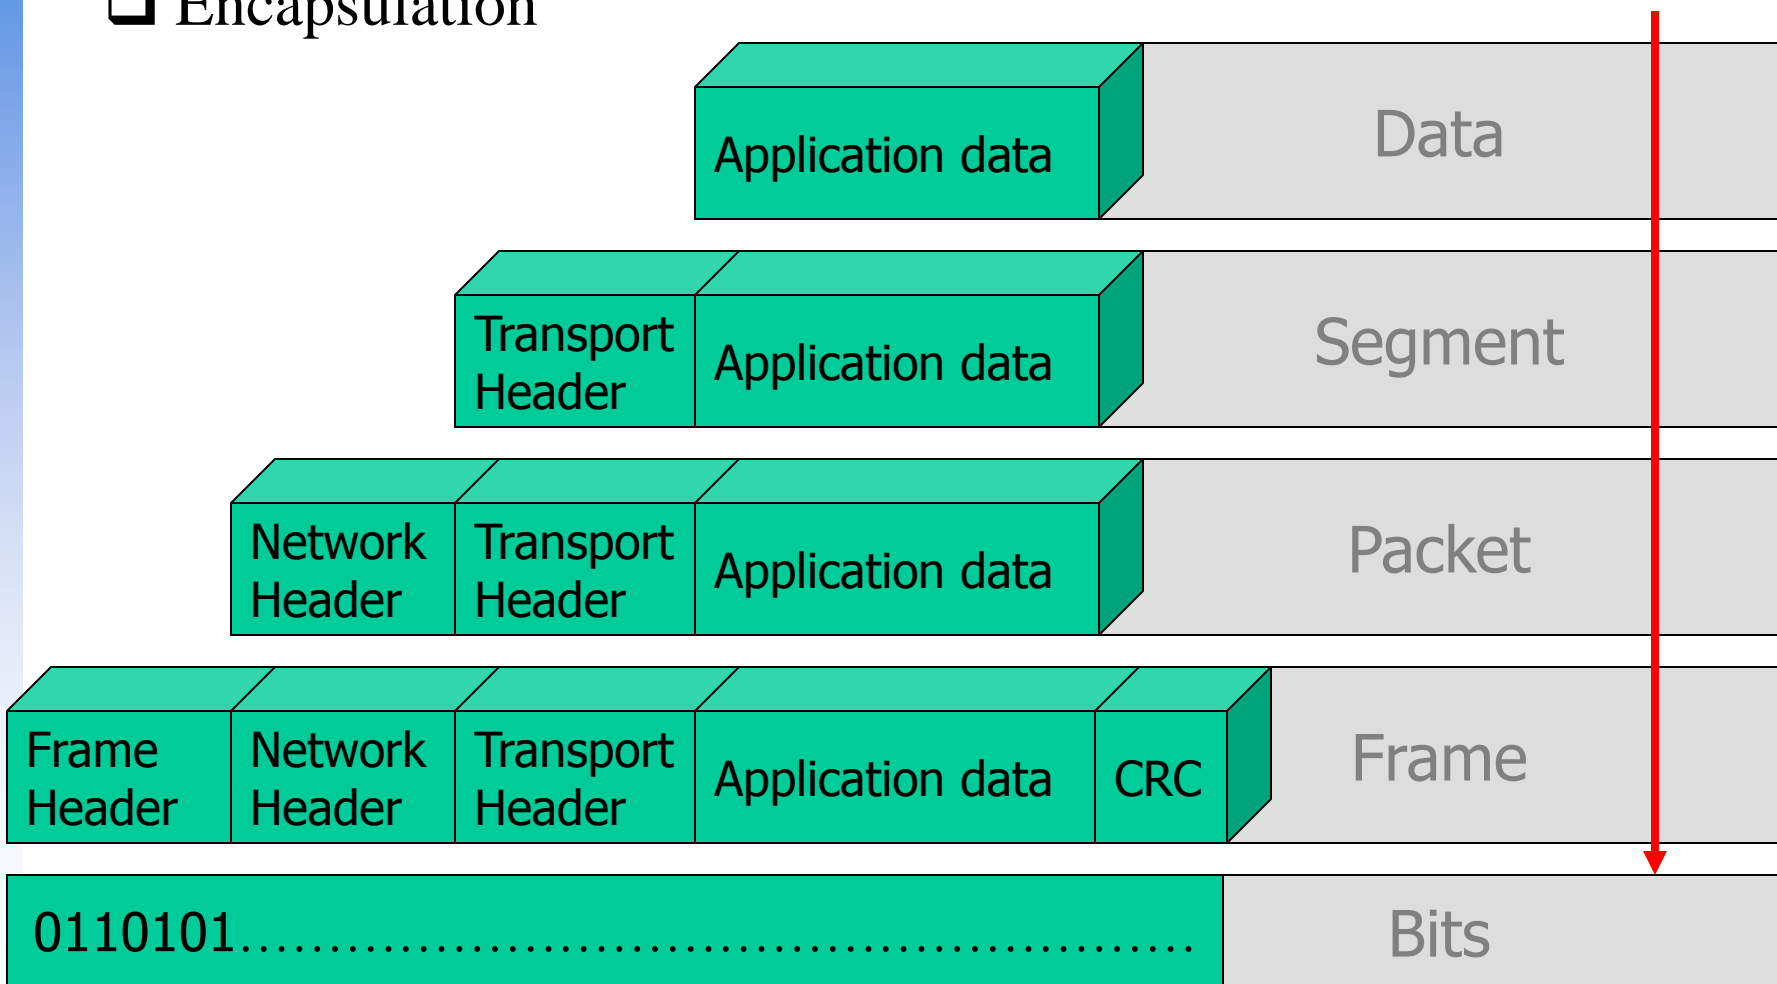 Encapsulation
Application data
Data
Transport
Header
Application data
Segment
Network
Header
Transport
Header
Application data
Packet
Frame
Header
Network
Header
Transport
Header
Application data
CRC
Frame
0110101......................................................
Bits